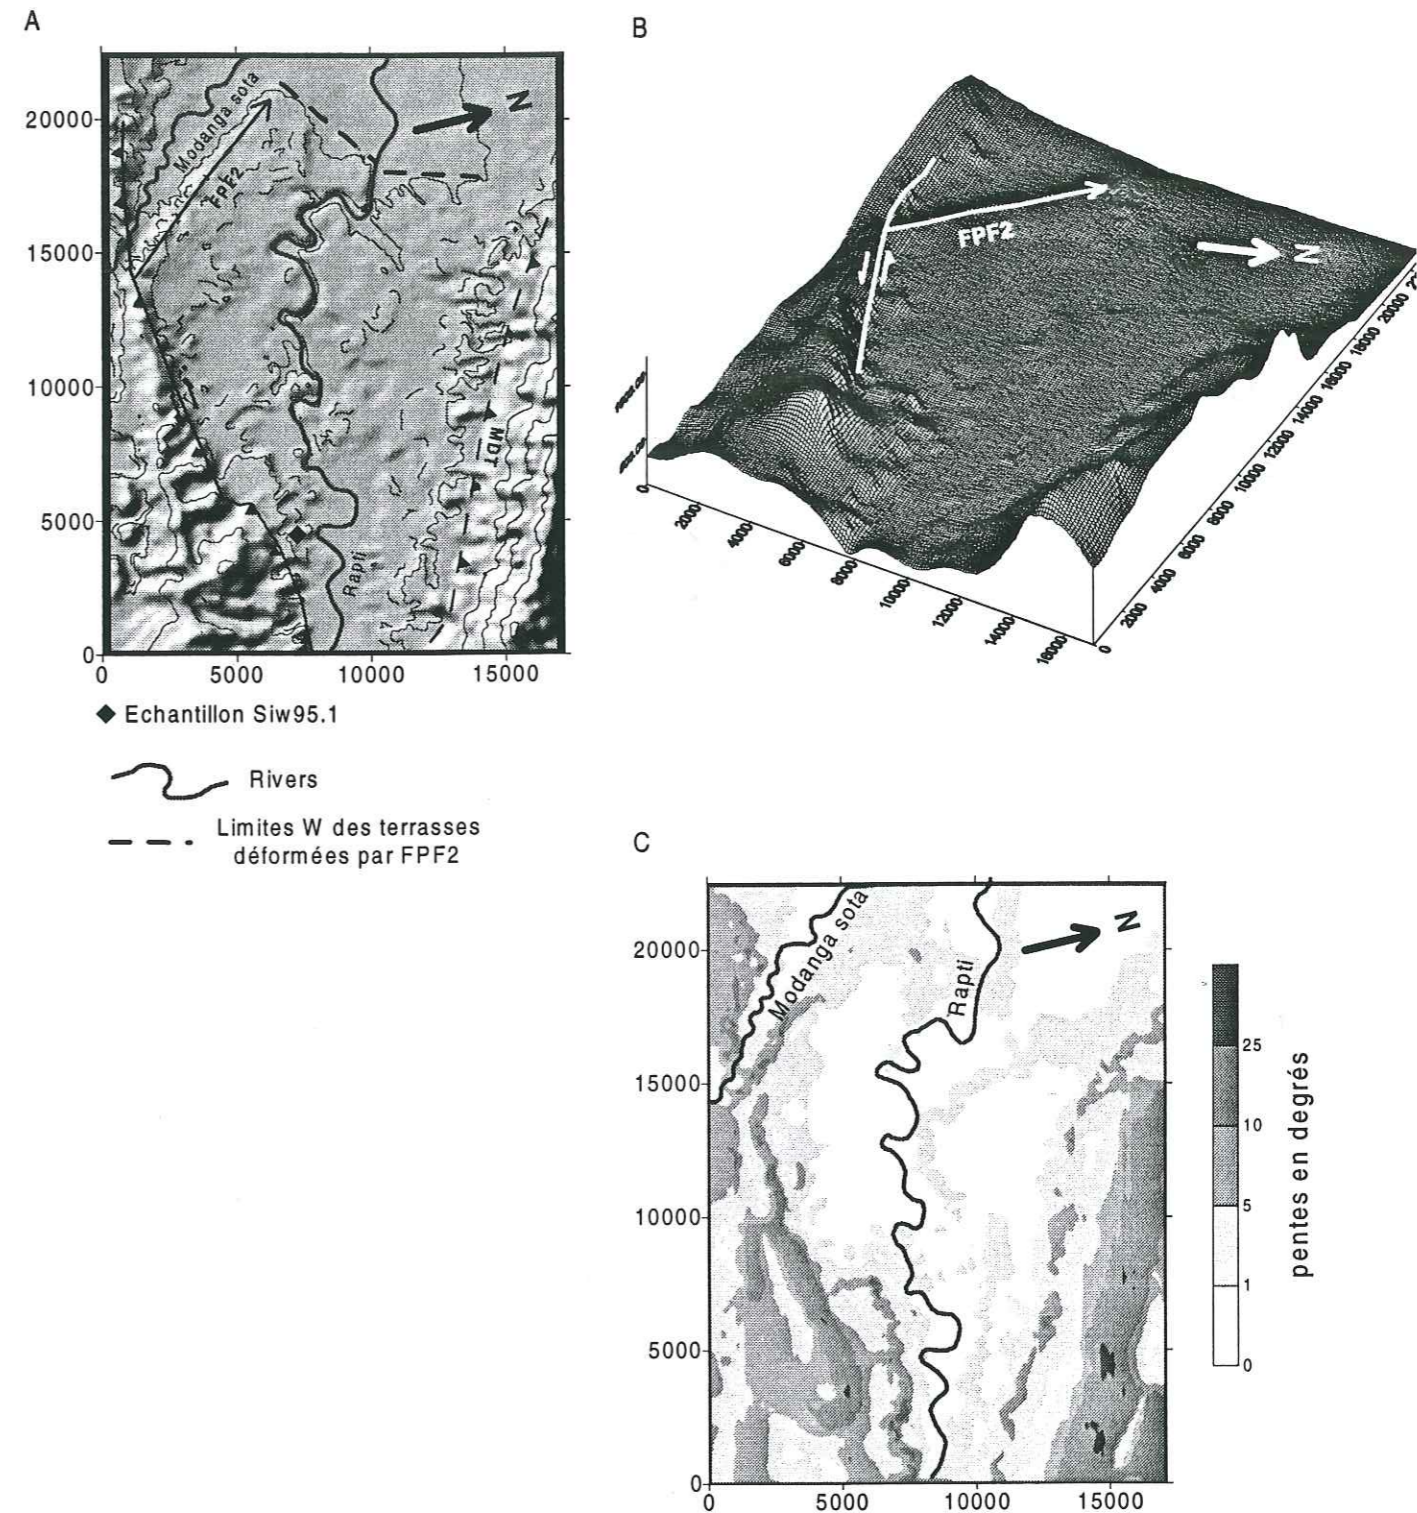 A
20000
15000
10000
5000
0
0
5000
10000
15000
Modanga sota
FPF2
N
MDT
Rapti
◆ Echantillon Siw95.1
Rivers
Limites W des terrasses
déformées par FPF2
B
FPF2
N
0
2000
4000
6000
8000
10000
12000
14000
16000
0
2000
4000
6000
8000
10000
12000
14000
16000
18000
20000
C
20000
15000
10000
5000
0
0
5000
10000
15000
Modanga sota
Rapti
N
25
10
5
1
0
pentes en degrés